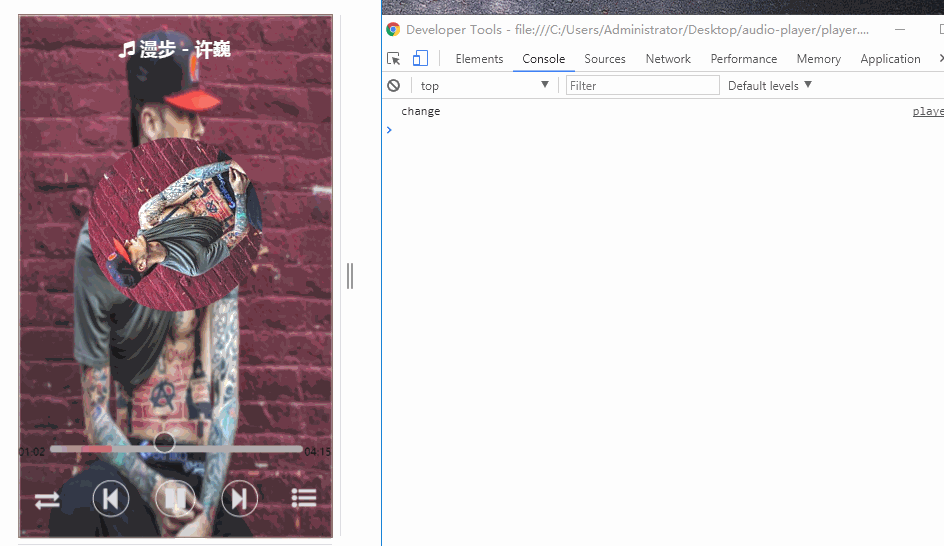 漫步 - 许巍
01:02
04:15
Developer Tools - file:///C:/Users/Administrator/Desktop/audio-player/player....
Elements Console Sources Network Performance Memory Application
top Filter Default levels
change playe